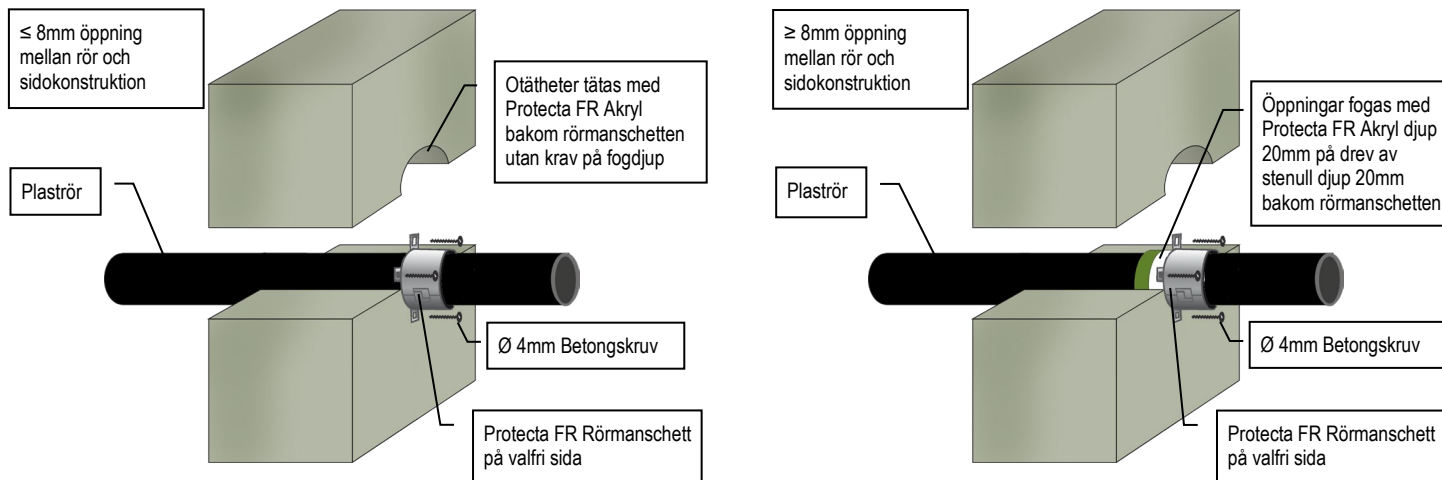 ≤ 8mm öppning
mellan rör och
sidokonstruktion
Otätheter tätas med
Protecta FR Akryl
bakom rörmanschetten
utan krav på fogdjup
Plaströr
Ø 4mm Betongskruv
Protecta FR Rörmanschett
på valfri sida
≥ 8mm öppning
mellan rör och
sidokonstruktion
Öppningar fogas med
Protecta FR Akryl djup
20mm på drev av
stenull djup 20mm
bakom rörmanschetten
Plaströr
Ø 4mm Betongskruv
Protecta FR Rörmanschett
på valfri sida